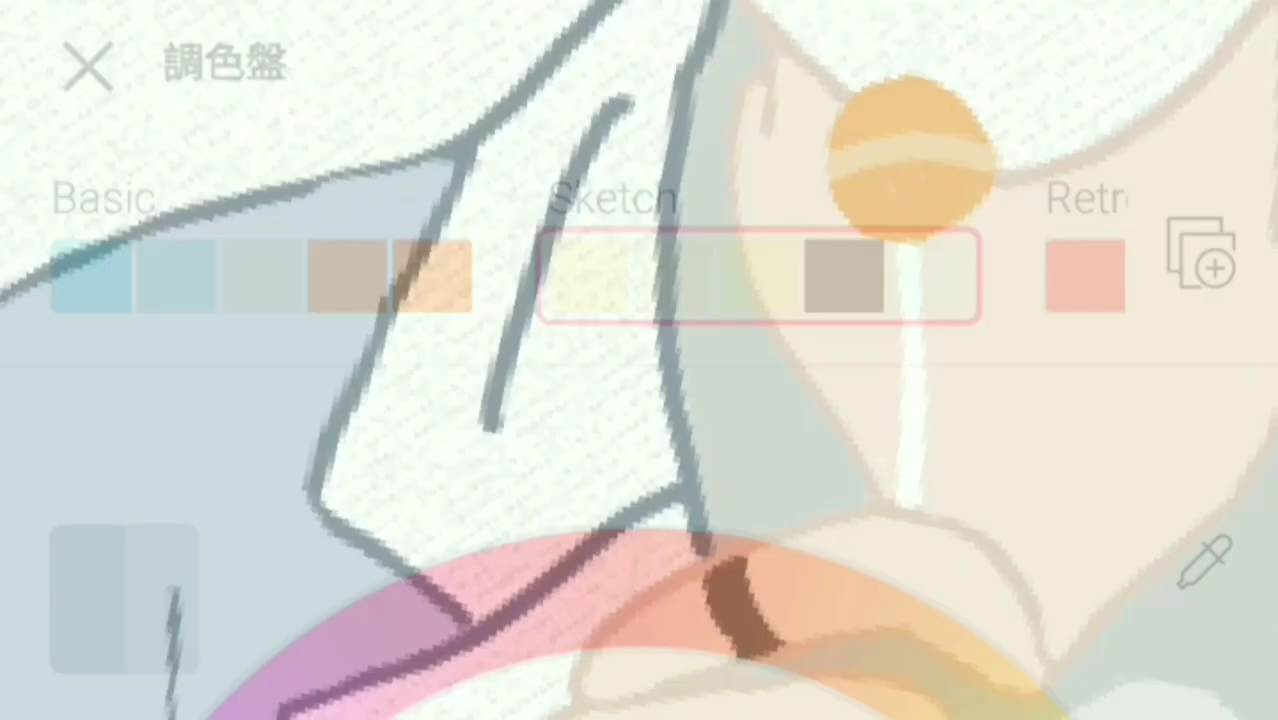 調色盤
Basic
Sketch
Retr